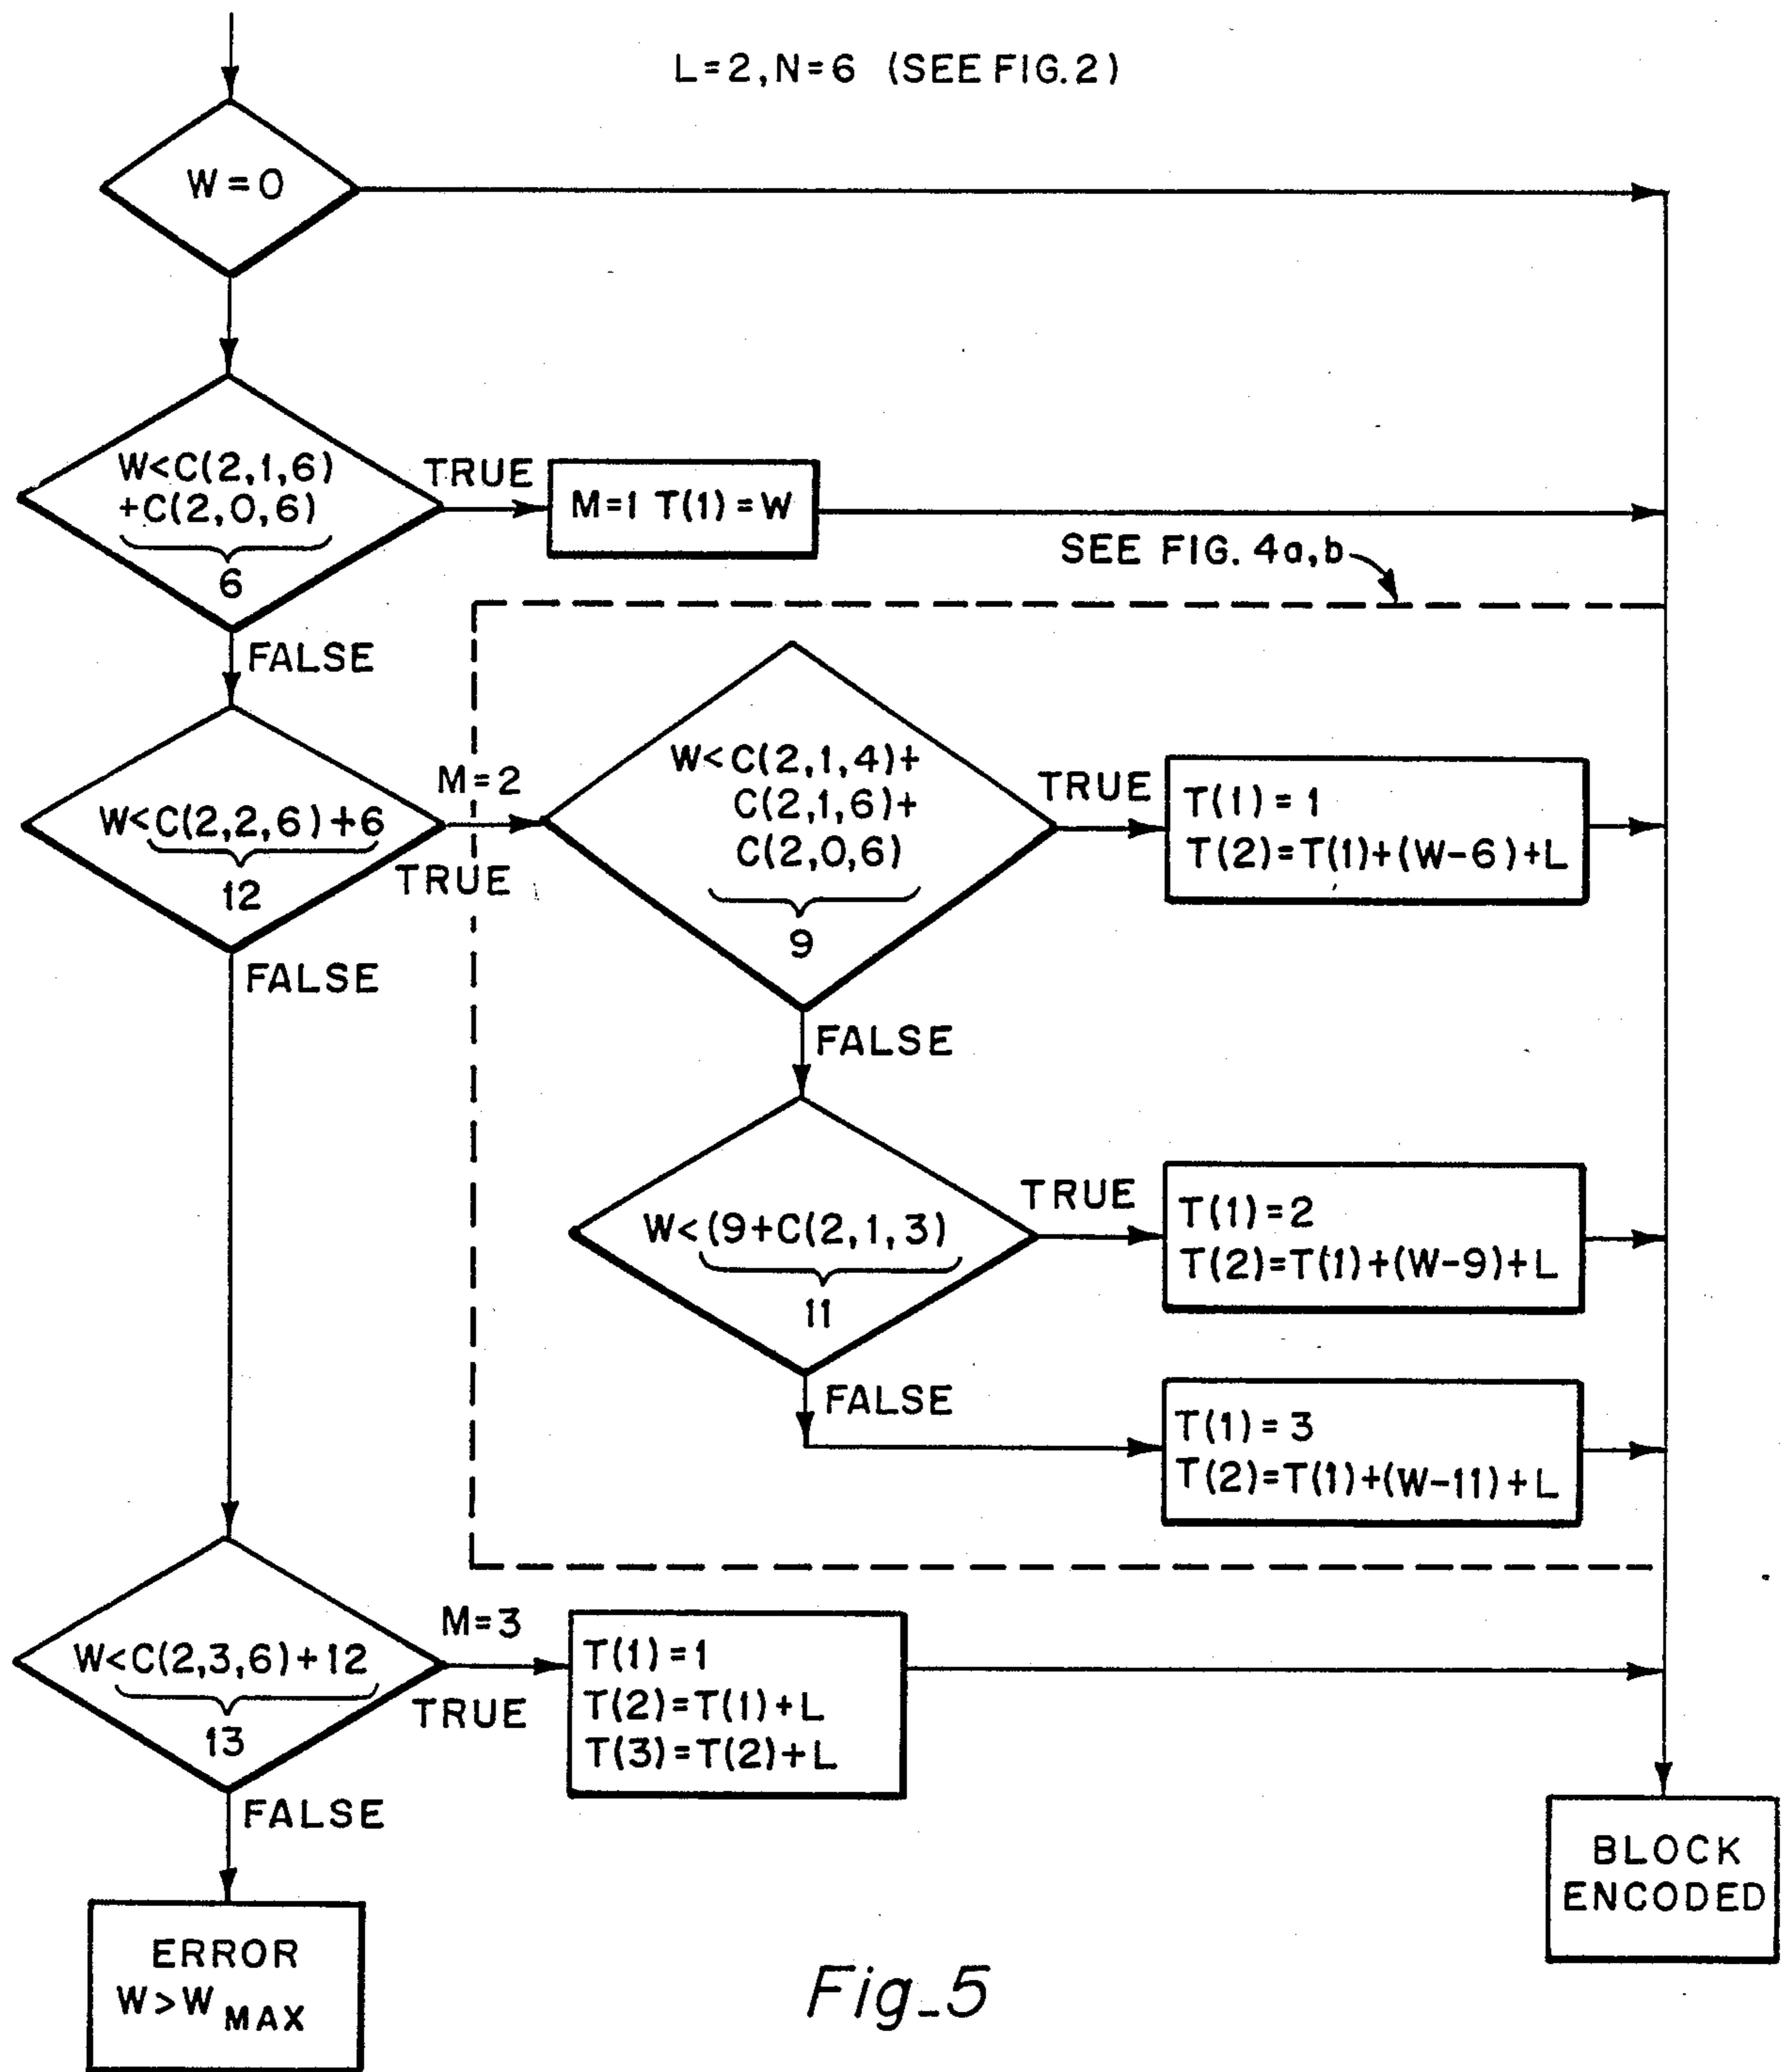 L=2, N=6 (SEE FIG. 2)
W=0
W<C(2,1,6)
+C(2,0,6)
6
TRUE
M=1 T(1)=W
SEE FIG. 4a,b
FALSE
W<C(2,2,6)+6
12
M=2
TRUE
W<C(2,1,4)+
C(2,1,6)+
C(2,0,6)
9
TRUE
T(1)=1
T(2)=T(1)+(W-6)+L
FALSE
FALSE
W<(9+C(2,1,3)
11
TRUE
T(1)=2
T(2)=T(1)+(W-9)+L
FALSE
T(1)=3
T(2)=T(1)+(W-11)+L
W<C(2,3,6)+12
13
M=3
TRUE
T(1)=1
T(2)=T(1)+L
T(3)=T(2)+L
FALSE
ERROR
W>W MAX
BLOCK
ENCODED
Fig_5